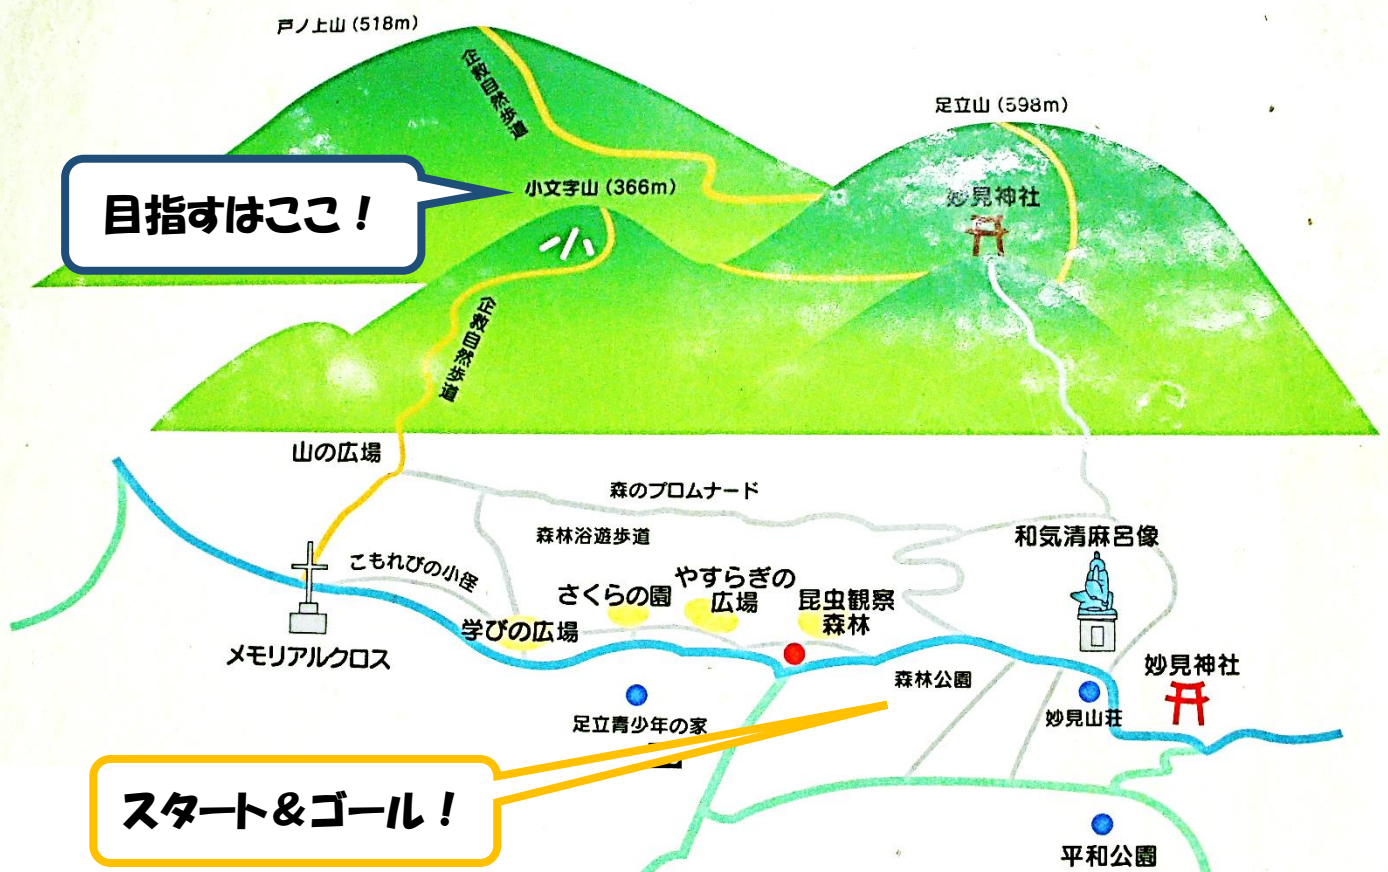 戸ノ上山（518m）
企救自然歩道
足立山（598m）
目指すはここ！
小文字山（366m）
妙見神社
小
企救自然歩道
山の広場
森のプロムナード
森林浴遊歩道
和気清麻呂像
こもれびの小径
さくらの園
やすらぎの
広場
昆虫観察
森林
学びの広場
メモリアルクロス
妙見神社
森林公園
足立青少年の家
妙見山荘
スタート＆ゴール！
平和公園